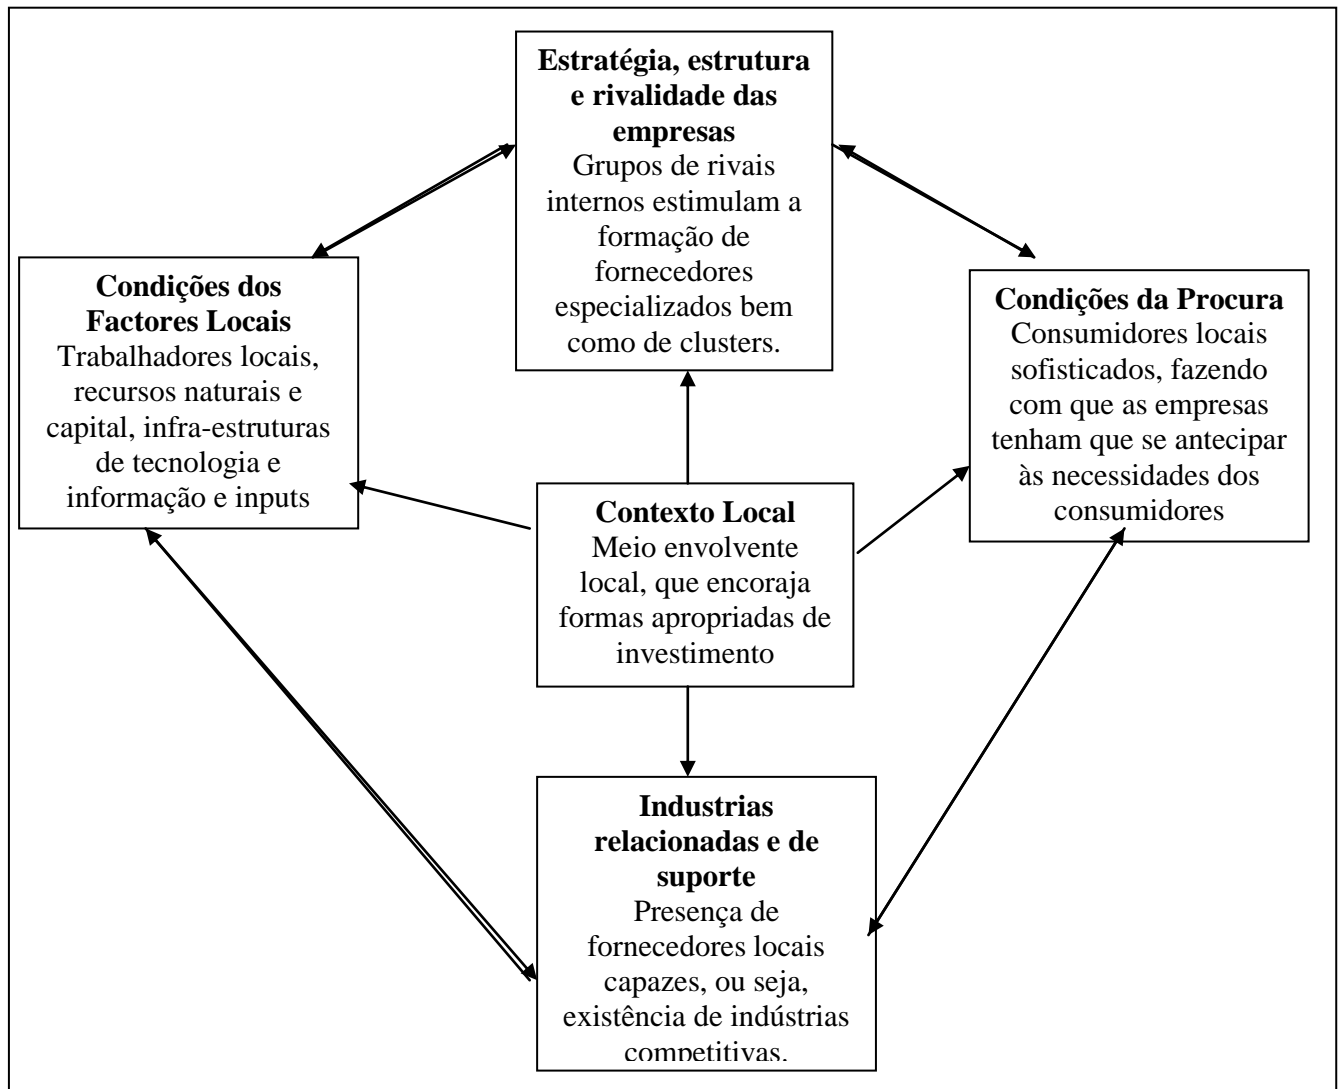 Estratégia, estrutura
e rivalidade das
empresas
Grupos de rivais
internos estimulam a
formação de
fornecedores
especializados bem
como de clusters.
Condições dos
Factores Locais
Trabalhadores locais,
recursos naturais e
capital, infra-estruturas
de tecnologia e
informação e inputs
Condições da Procura
Consumidores locais
sofisticados, fazendo
com que as empresas
tenham que se antecipar
às necessidades dos
consumidores
Contexto Local
Meio envolvente
local, que encoraja
formas apropriadas de
investimento
Industrias
relacionadas e de
suporte
Presença de
fornecedores locais
capazes, ou seja,
existência de indústrias
competitivas.